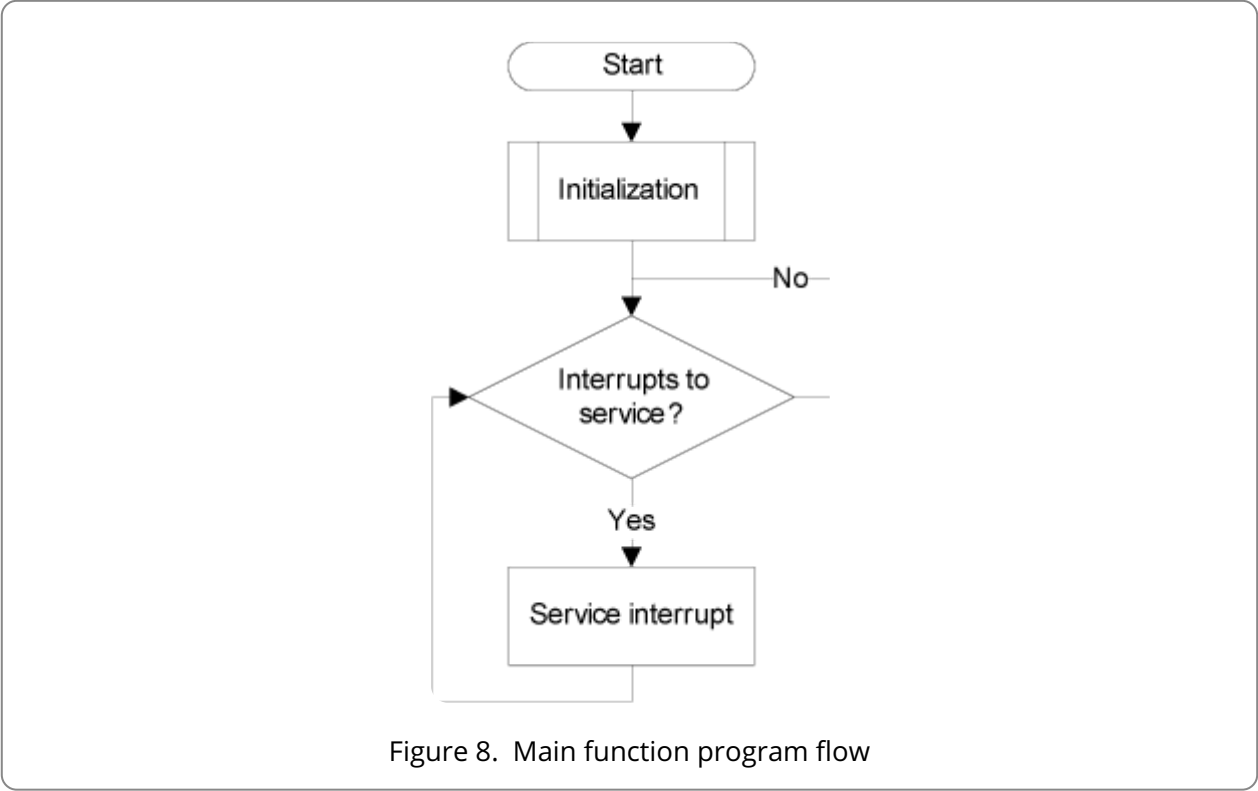 Start
Initialization
No
Interrupts to
service?
Yes
Service interrupt
Figure 8. Main function program flow